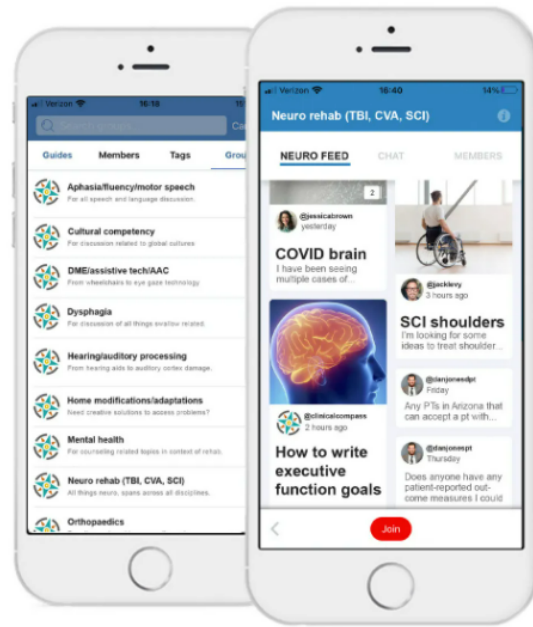 Verizon
16:18
Search groups
Guides Members Tags
Aphasia/fluency/motor speech
For all speech and language discussion.
Cultural competency
For discussion related to global cultures
DME/assistive tech/AAC
From wheelchairs to eye gaze technology
Dysphagia
For discussion of all things swallow related.
Hearing/auditory processing
From hearing aids to auditory cortex damage.
Home modifications/adaptations
Need creative solutions to access problems?
Mental health
For counseling related topics in context of rehab.
Neuro rehab (TBI, CVA, SCI)
All things neuro, spans across all disciplines.
Orthopaedics
Verizon 16:40 14%
Neuro rehab (TBI, CVA, SCI)
NEURO FEED CHAT MEMBERS
2
@jessicabrown
yesterday
COVID brain
I have been seeing
multiple cases of...
@clinicalcompass
2 hours ago
How to write
executive
function goals
@jacklevy
3 hours ago
SCI shoulders
I'm looking for some
ideas to treat shoulder...
@danjonesdpt
Friday
Any PTs in Arizona that
can accept a pt with...
@danjonespt
Thursday
Does anyone have any
patient-reported out-
come measures I could
Join